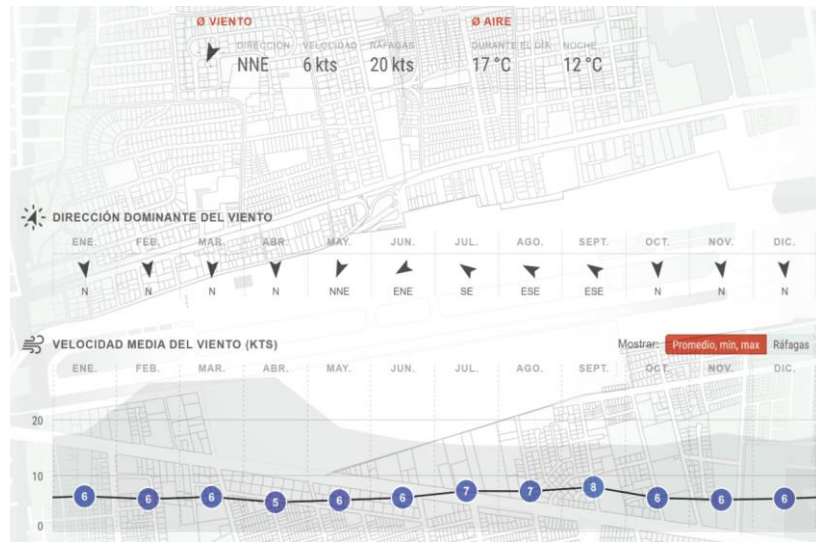 Ø VIENTO Ø AIRE
DIRECCIÓN VELOCIDAD RÁFAGAS DURANTE EL DÍA NOCHE
NNE 6 kts 20 kts 17 °C 12 °C
DIRECCIÓN DOMINANTE DEL VIENTO
ENE. FEB. MAR. ABR. MAY. JUN. JUL. AGO. SEPT. OCT. NOV. DIC.
N N N N NNE ENE SE ESE ESE N N N
VELOCIDAD MEDIA DEL VIENTO (KTS) Mostrar: Promedio, min, max Ráfagas
ENE. FEB. MAR. ABR. MAY. JUN. JUL. AGO. SEPT. OCT. NOV. DIC.
20
10
6 6 6 5 6 6 7 7 8 6 6 6
0